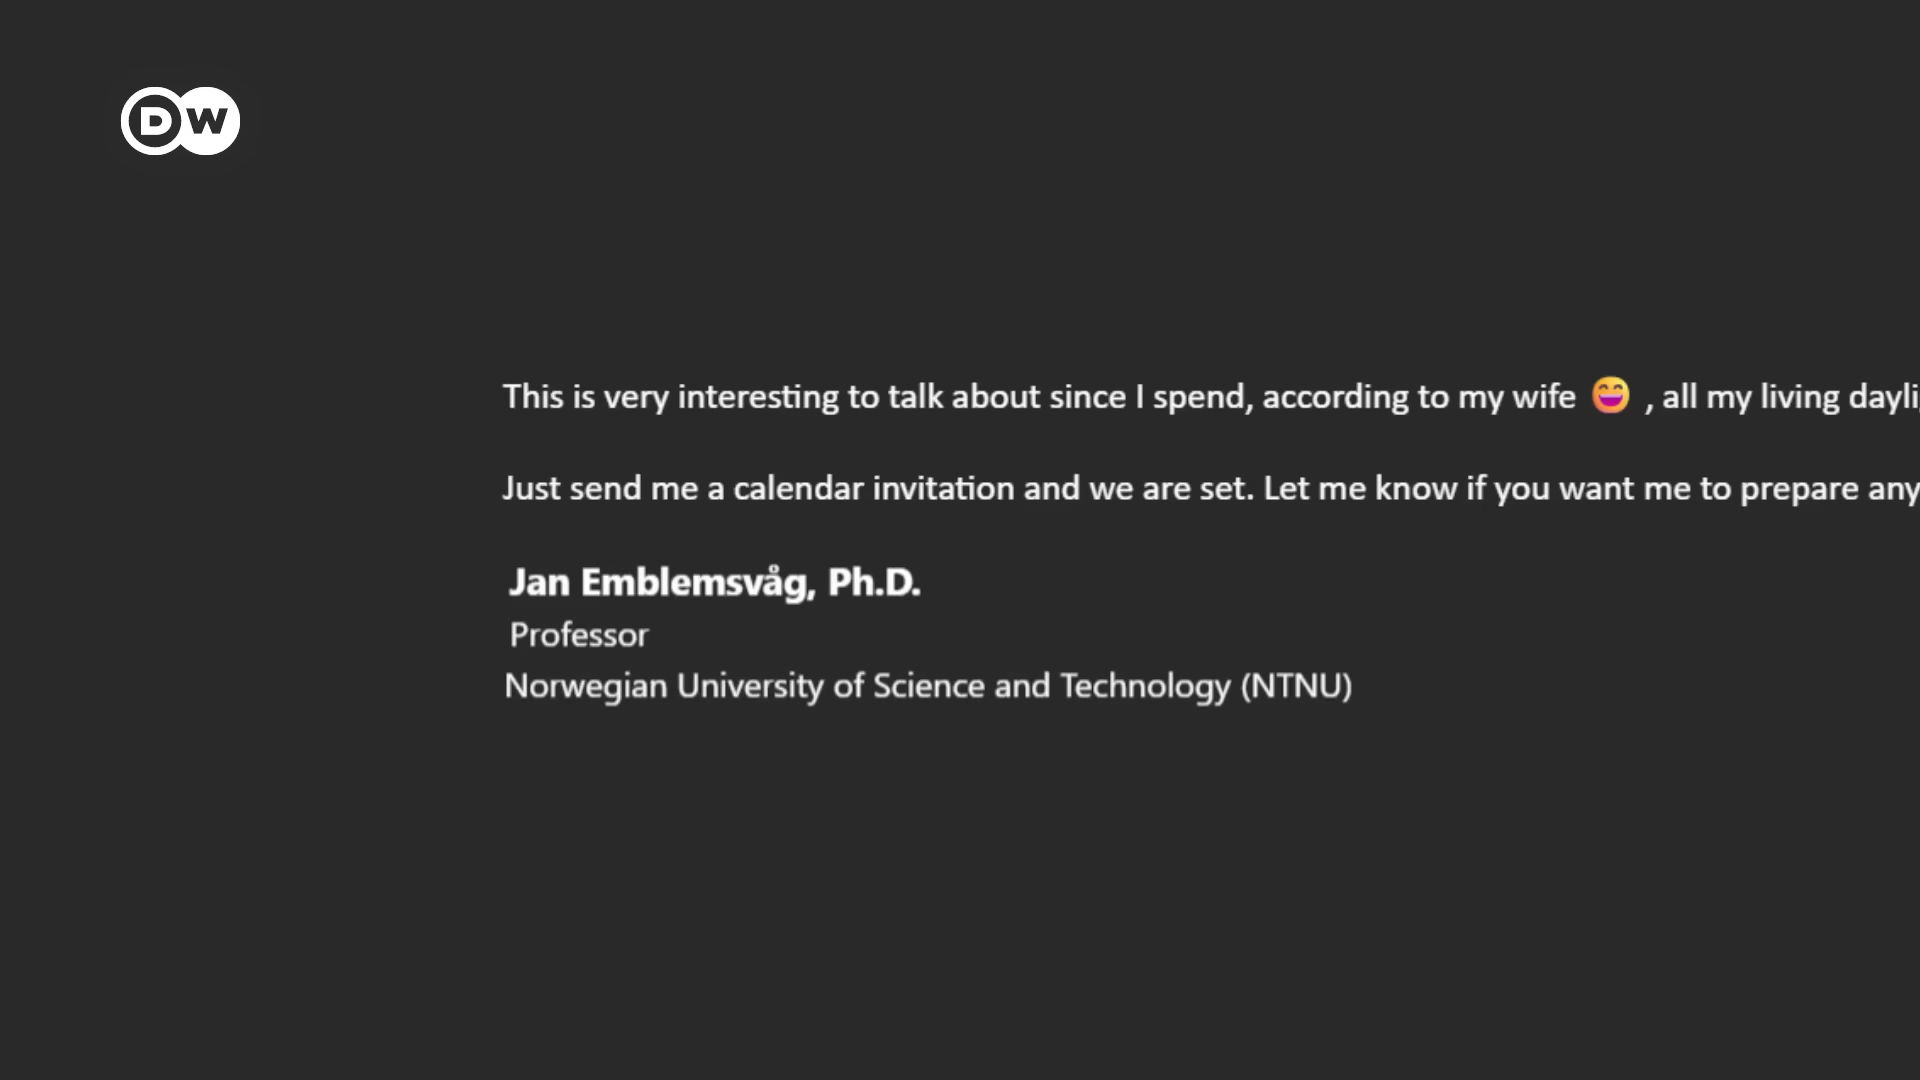 DW
This is very interesting to talk about since I spend, according to my wife 😄 , all my living
Just send me a calendar invitation and we are set. Let me know if you want me to prepare any
Jan Emblemsvåg, Ph.D.
Professor
Norwegian University of Science and Technology (NTNU)